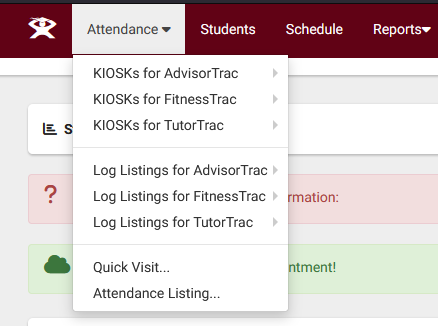 Attendance Students Schedule Reports
KIOSKs for AdvisorTrac
KIOSKs for FitnessTrac
KIOSKs for TutorTrac
S
Log Listings for AdvisorTrac
Log Listings for FitnessTrac
? rmation:
Log Listings for TutorTrac
Quick Visit...
ntment!
Attendance Listing...